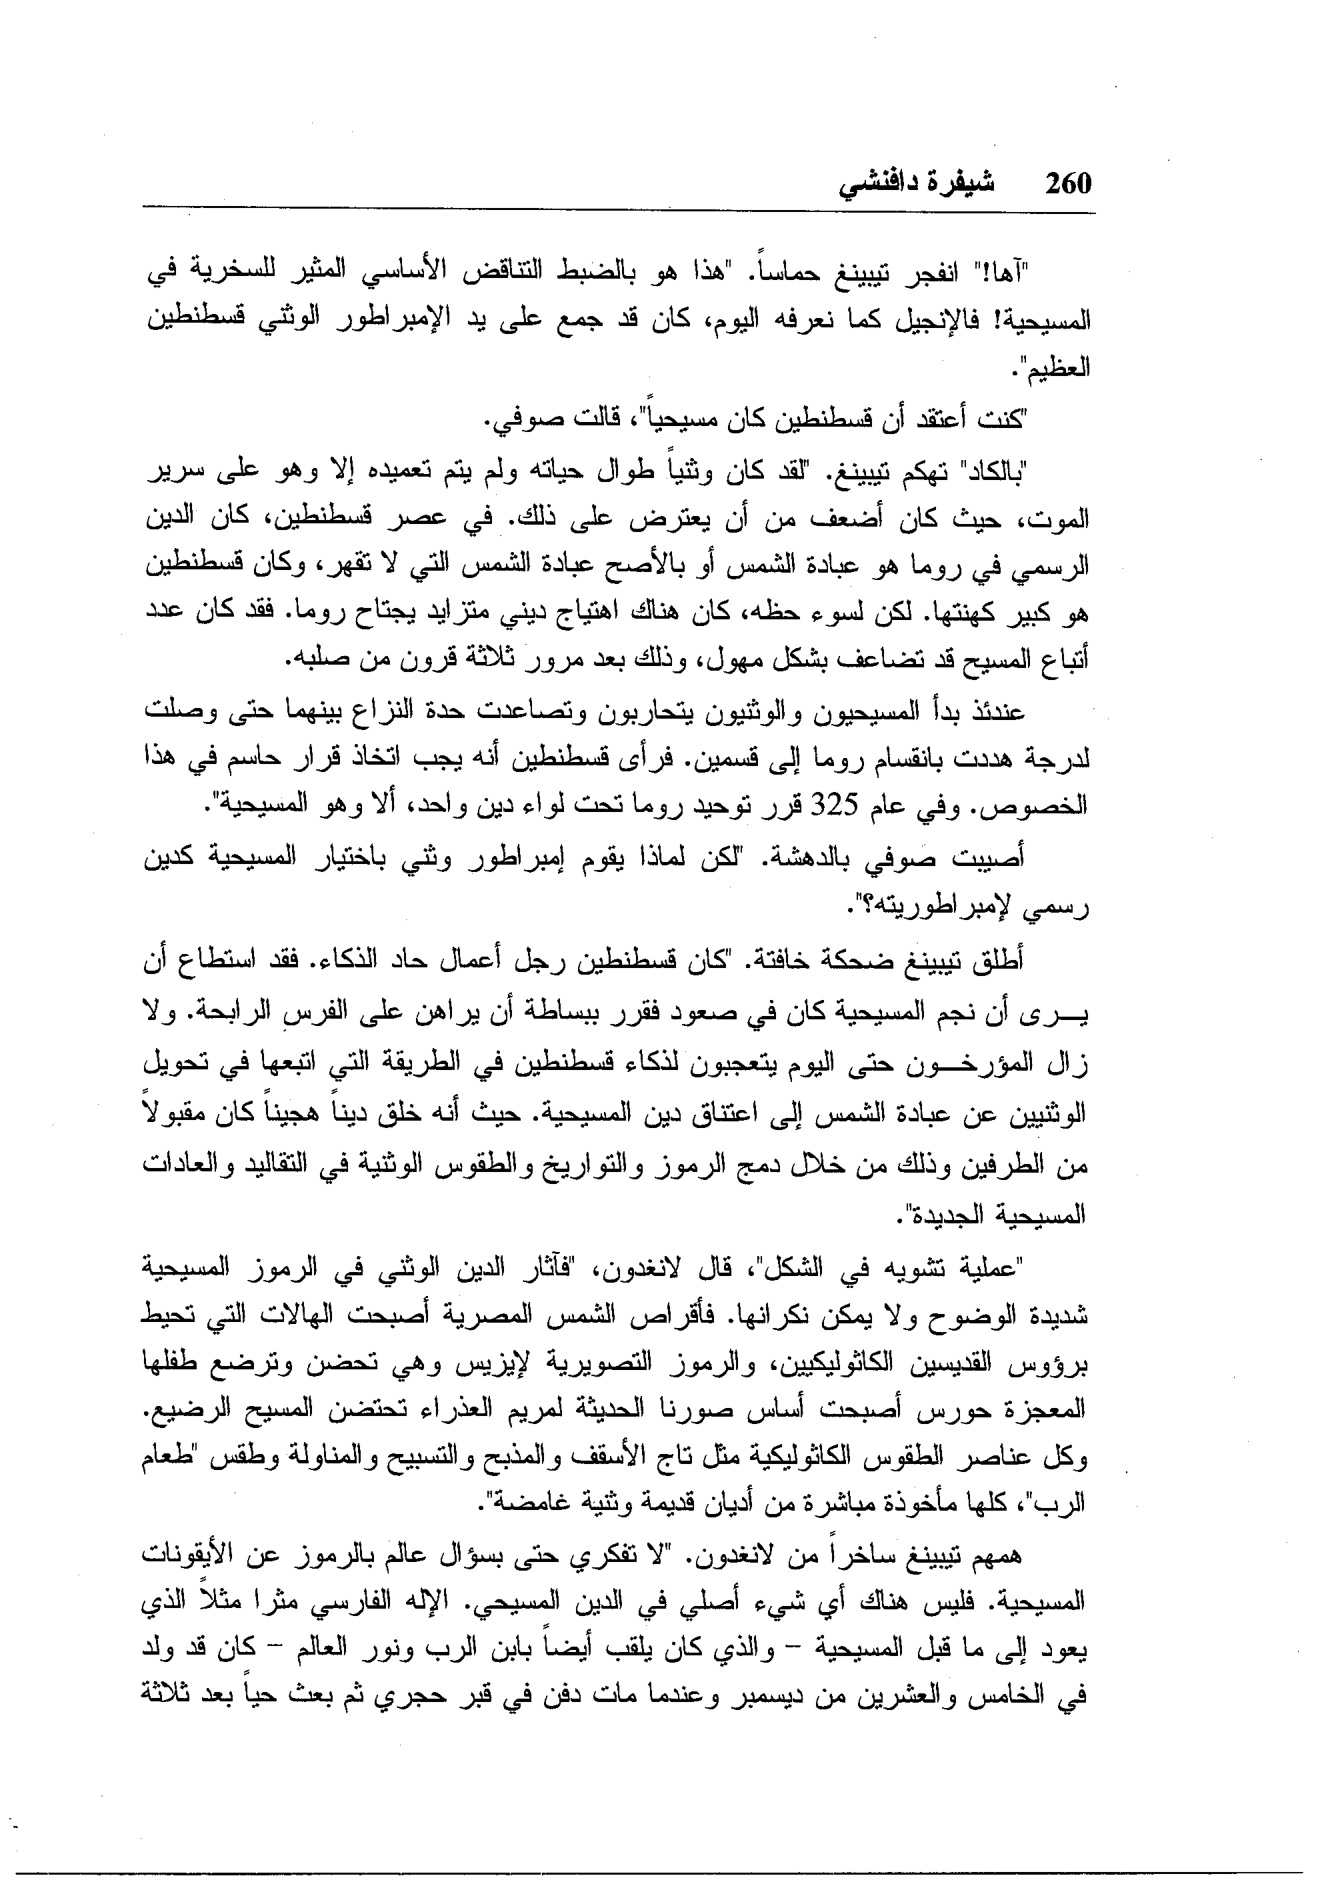 260 شيفرة دافنشي
"آها!" انفجر تيبينغ حماساً. "هذا هو بالضبط التناقض الأساسي المثير للسخرية في
المسيحية! فالإنجيل كما نعرفه اليوم، كان قد جمع على يد الإمبراطور الوثني قسطنطين
العظيم".
"كنت أعتقد أن قسطنطين كان مسيحياً"، قالت صوفي.
"بالكاد" تهكم تيبينغ. "لقد كان وثنياً طوال حياته ولم يتم تعميده إلا وهو على سرير
الموت، حيث كان أضعف من أن يعترض على ذلك. في عصر قسطنطين، كان الدين
الرسمي في روما هو عبادة الشمس أو بالأصح عبادة الشمس التي لا تقهر، وكان قسطنطين
هو كبير كهنتها. لكن لسوء حظه، كان هناك اهتياج ديني متزايد يجتاح روما. فقد كان عدد
أتباع المسيح قد تضاعف بشكل مهول، وذلك بعد مرور ثلاثة قرون من صلبه.
عندئذ بدأ المسيحيون والوثنيون يتحاربون وتصاعدت حدة النزاع بينهما حتى وصلت
لدرجة هددت بانقسام روما إلى قسمين. فرأى قسطنطين أنه يجب اتخاذ قرار حاسم في هذا
الخصوص. وفي عام 325 قرر توحيد روما تحت لواء دين واحد، ألا وهو المسيحية".
أصيبت صوفي بالدهشة. "لكن لماذا يقوم إمبراطور وثني باختيار المسيحية كدين
رسمي لإمبراطوريته؟".
أطلق تيبينغ ضحكة خافتة. "كان قسطنطين رجل أعمال حاد الذكاء. فقد استطاع أن
يـــرى أن نجم المسيحية كان في صعود فقرر ببساطة أن يراهن على الفرس الرابحة. ولا
زال المؤرخـــون حتى اليوم يتعجبون لذكاء قسطنطين في الطريقة التي اتبعها في تحويل
الوثنيين عن عبادة الشمس إلى اعتناق دين المسيحية. حيث أنه خلق ديناً هجيناً كان مقبولاً
من الطرفين وذلك من خلال دمج الرموز والتواريخ والطقوس الوثنية في التقاليد والعادات
المسيحية الجديدة".
"عملية تشويه في الشكل"، قال لانغدون، "فآثار الدين الوثني في الرموز المسيحية
شديدة الوضوح ولا يمكن نكرانها. فأقراص الشمس المصرية أصبحت الهالات التي تحيط
برؤوس القديسين الكاثوليكيين، والرموز التصويرية لإيزيس وهي تحضن وترضع طفلها
المعجزة حورس أصبحت أساس صورنا الحديثة لمريم العذراء تحتضن المسيح الرضيع.
وكل عناصر الطقوس الكاثوليكية مثل تاج الأسقف والمذبح والتسبيح والمناولة وطقس "طعام
الرب"، كلها مأخوذة مباشرة من أديان قديمة وثنية غامضة".
همهم تيبينغ ساخراً من لانغدون. "لا تفكري حتى بسؤال عالم بالرموز عن الأيقونات
المسيحية. فليس هناك أي شيء أصلي في الدين المسيحي. الإله الفارسي مثرا مثلاً الذي
يعود إلى ما قبل المسيحية – والذي كان يلقب أيضاً بابن الرب ونور العالم – كان قد ولد
في الخامس والعشرين من ديسمبر وعندما مات دفن في قبر حجري ثم بعث حياً بعد ثلاثة